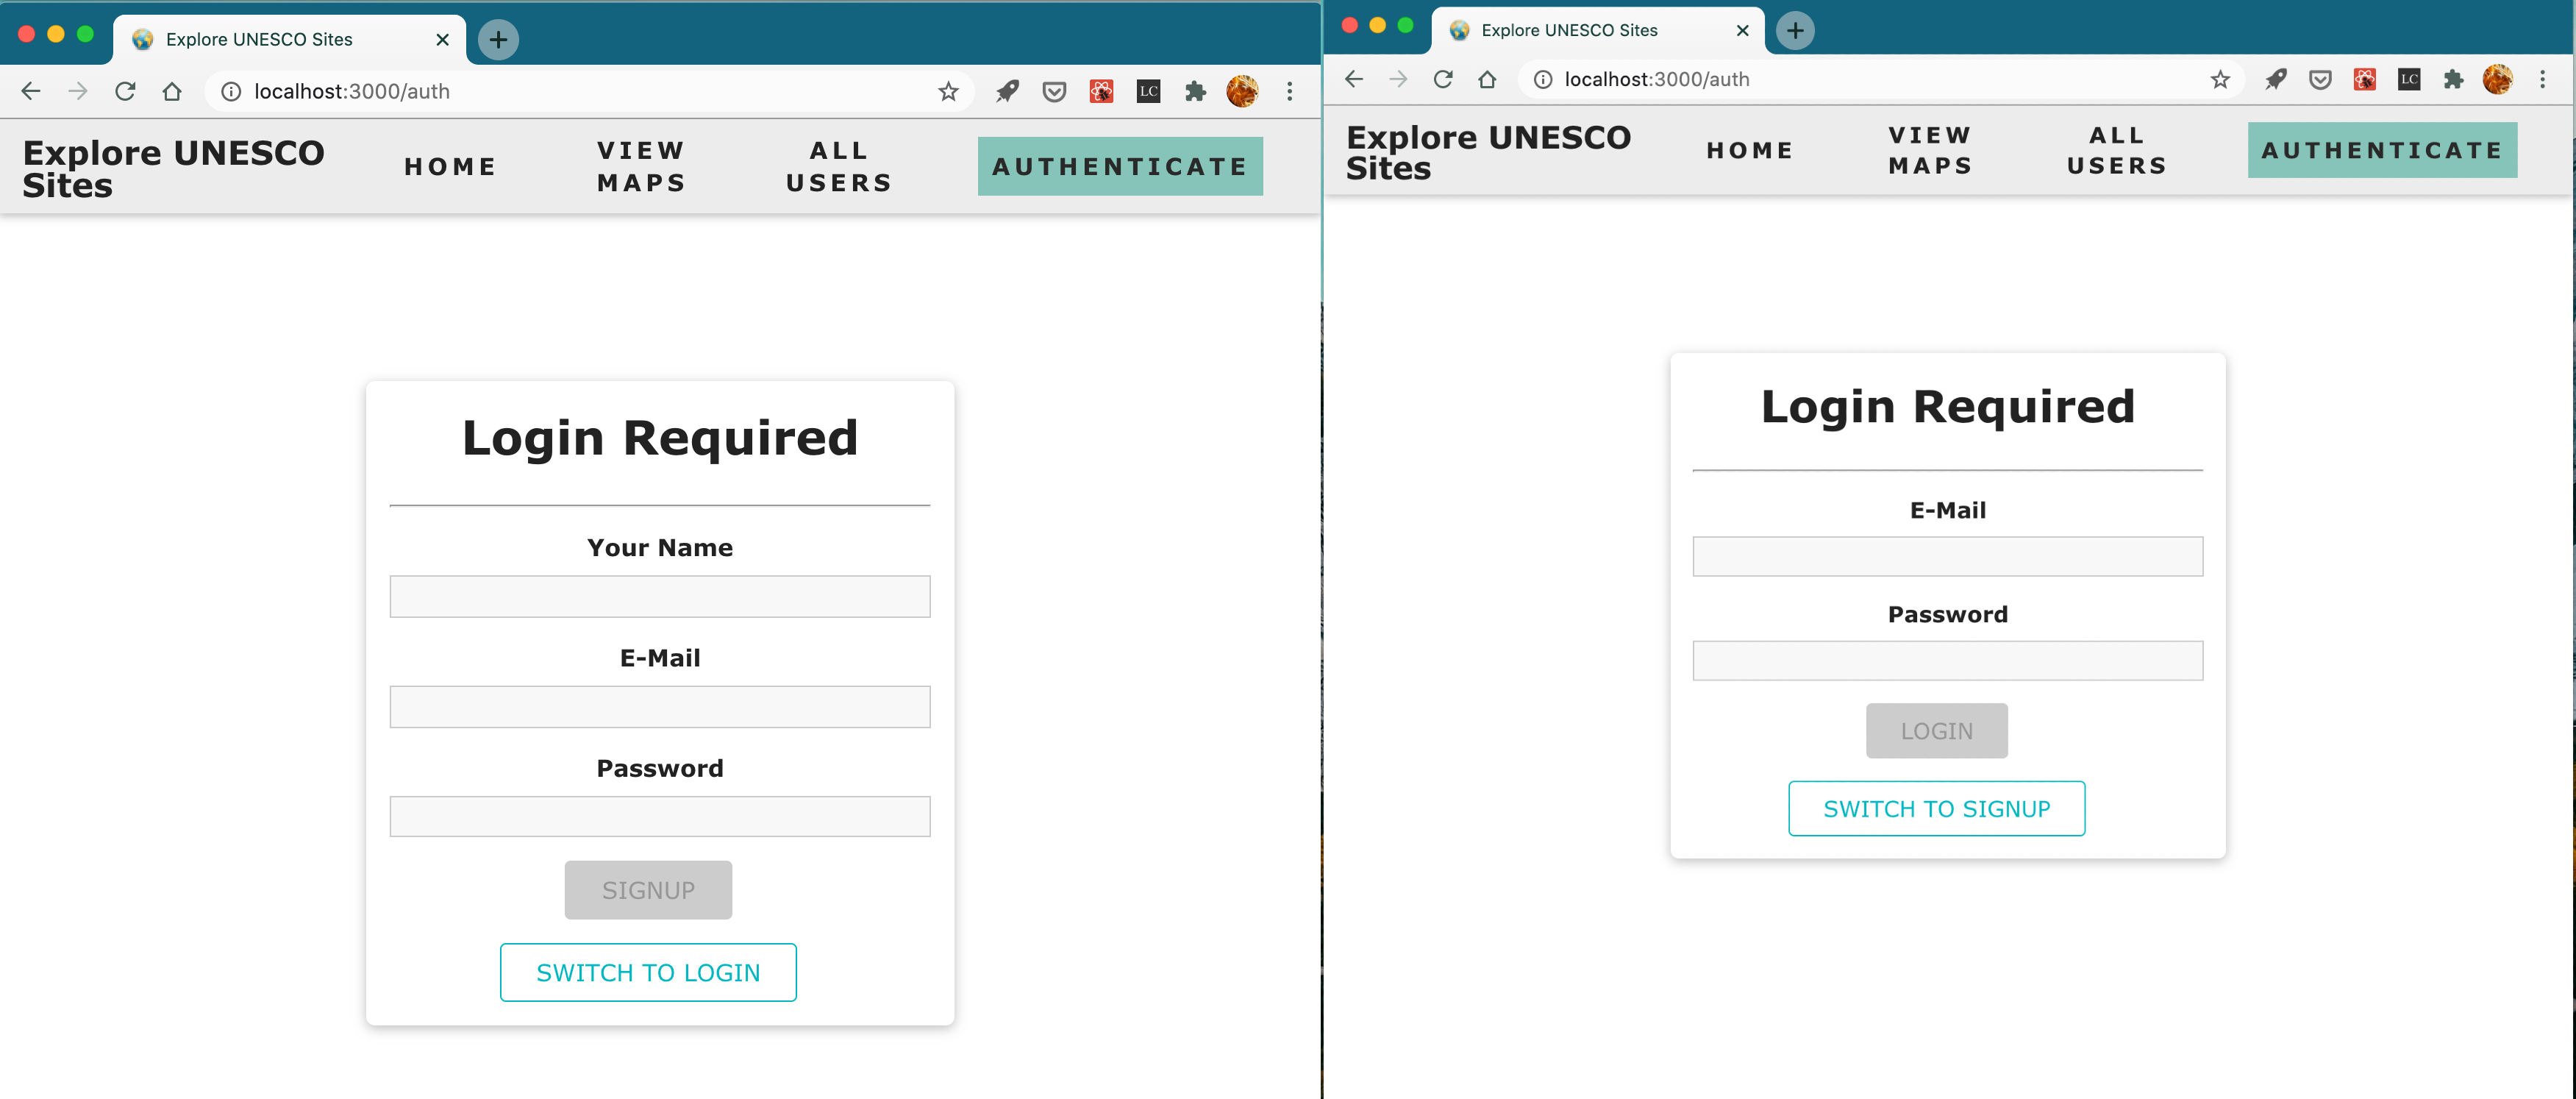 Explore UNESCO Sites
localhost:3000/auth
LC
Explore UNESCO
Sites
HOME
VIEW
MAPS
ALL
USERS
AUTHENTICATE
Login Required
Your Name
E-Mail
Password
SIGNUP
SWITCH TO LOGIN
Explore UNESCO Sites
localhost:3000/auth
LC
Explore UNESCO
Sites
HOME
VIEW
MAPS
ALL
USERS
AUTHENTICATE
Login Required
E-Mail
Password
LOGIN
SWITCH TO SIGNUP